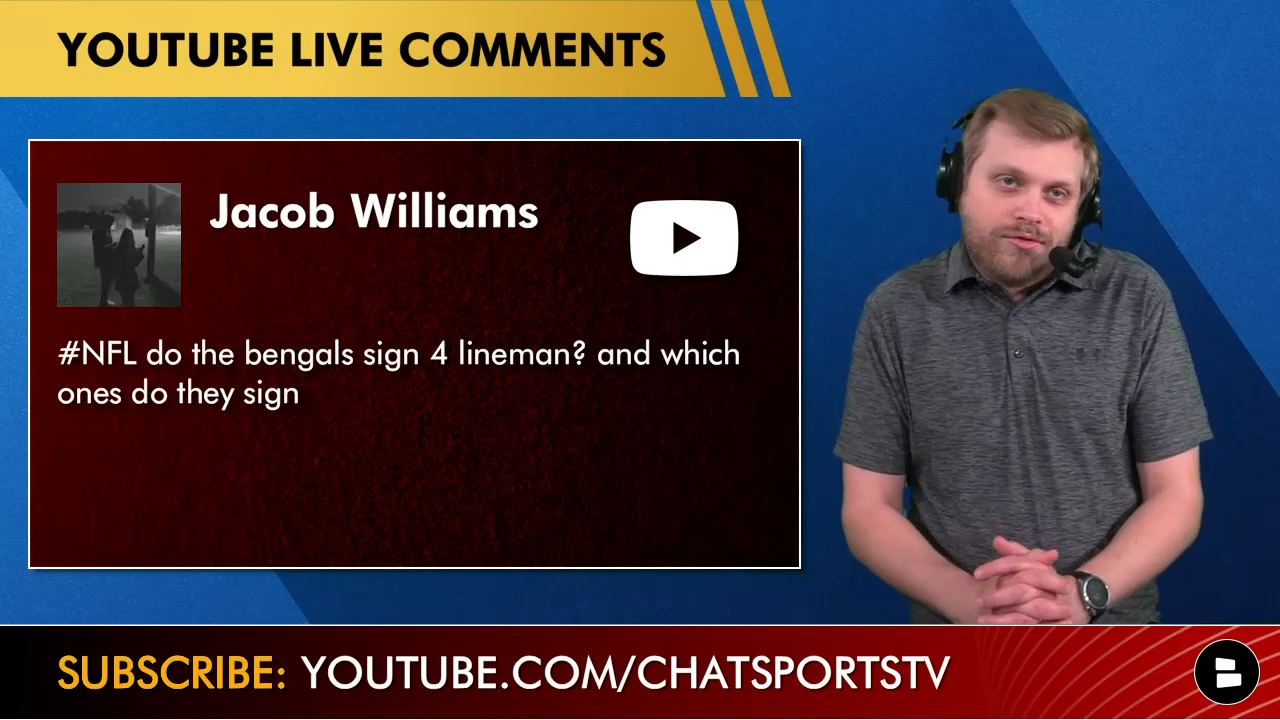 YOUTUBE LIVE COMMENTS
Jacob Williams
#NFL do the bengals sign 4 lineman? and which
ones do they sign
SUBSCRIBE: YOUTUBE.COM/CHATSPORTSTV